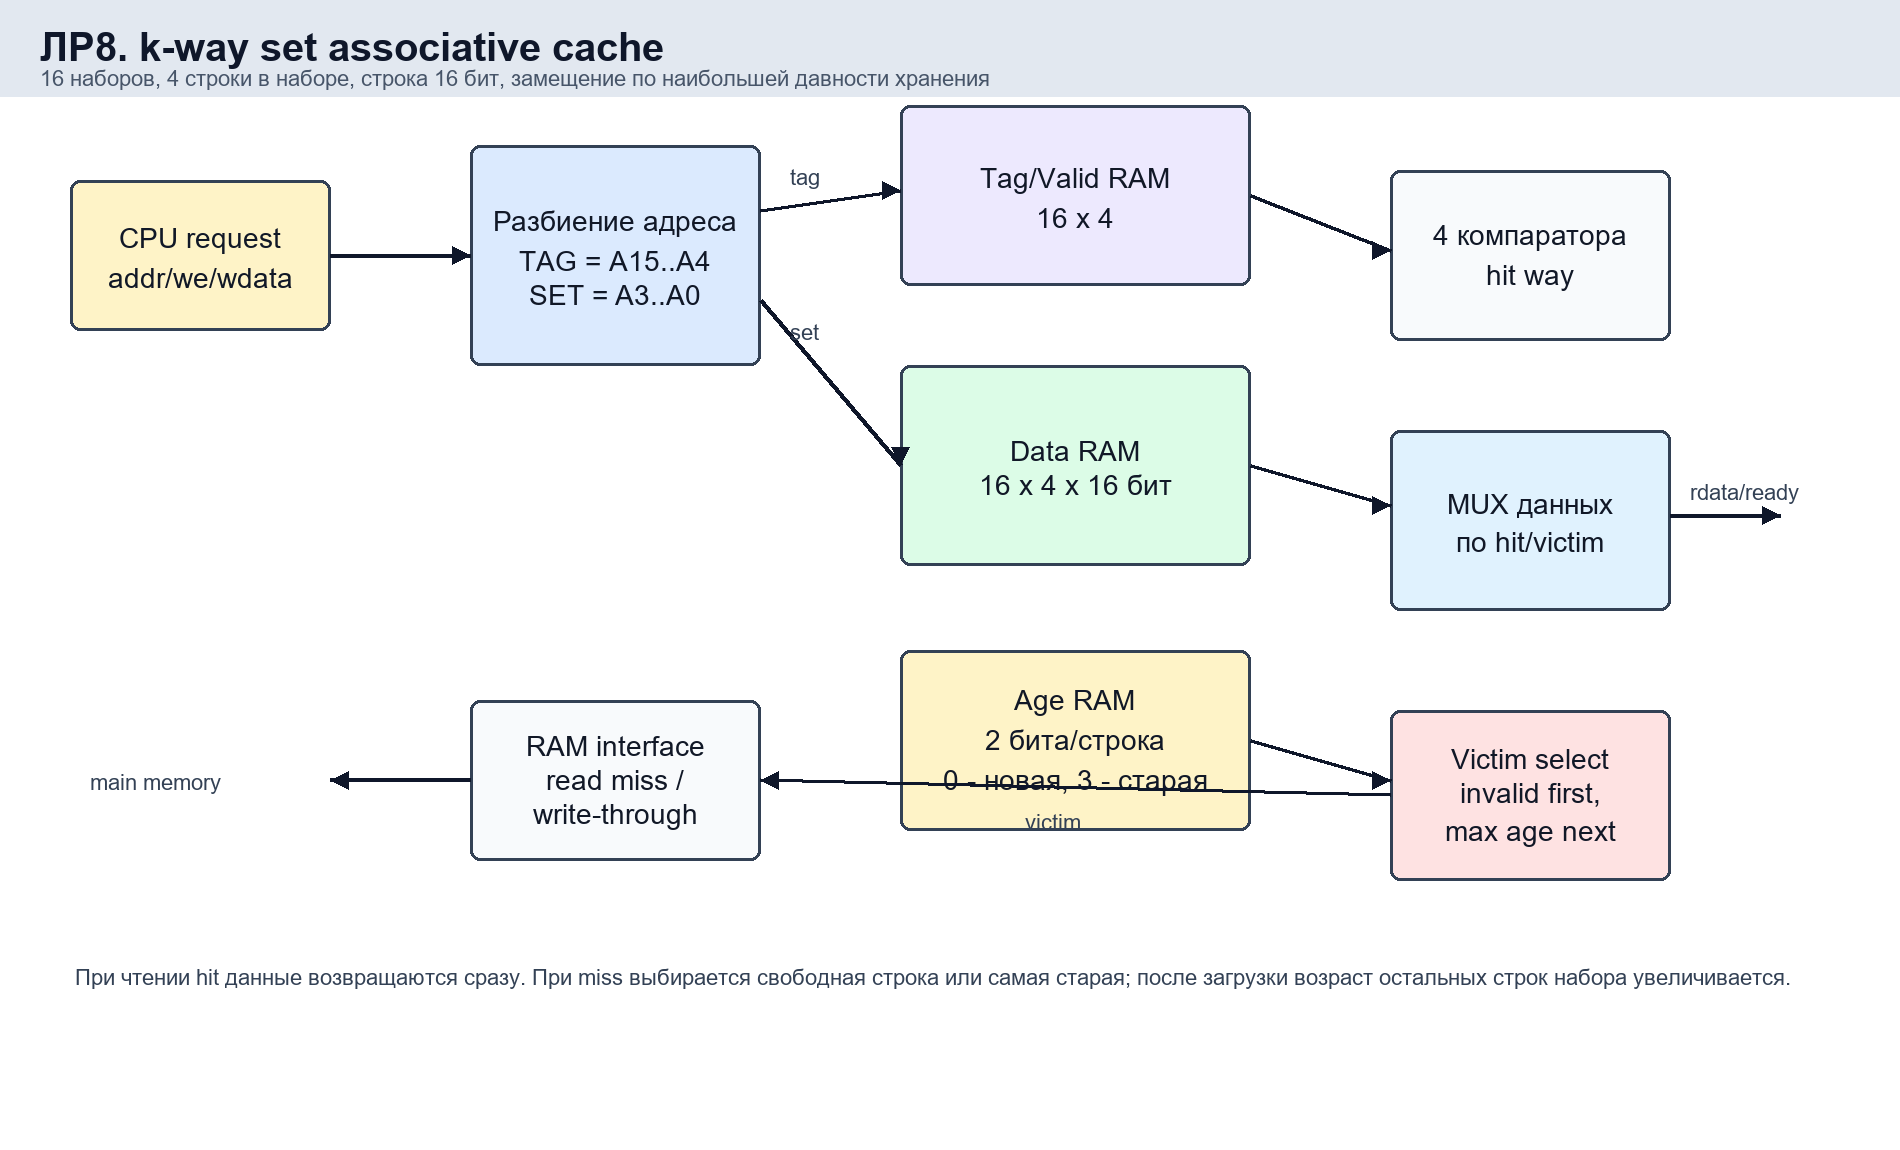 ЛР8. k-way set associative cache
16 наборов, 4 строки в наборе, строка 16 бит, замещение по наибольшей давности хранения
CPU request
addr/we/wdata
Разбиение адреса
TAG = A15..A4
SET = A3..A0
tag
set
Tag/Valid RAM
16 x 4
4 компаратора
hit way
Data RAM
16 x 4 x 16 бит
MUX данных
по hit/victim
rdata/ready
main memory
RAM interface
read miss /
write-through
Age RAM
2 бита/строка
0 - новая, 3 - старая
victim
Victim select
invalid first,
max age next
При чтении hit данные возвращаются сразу. При miss выбирается свободная строка или самая старая; после загрузки возраст остальных строк набора увеличивается.